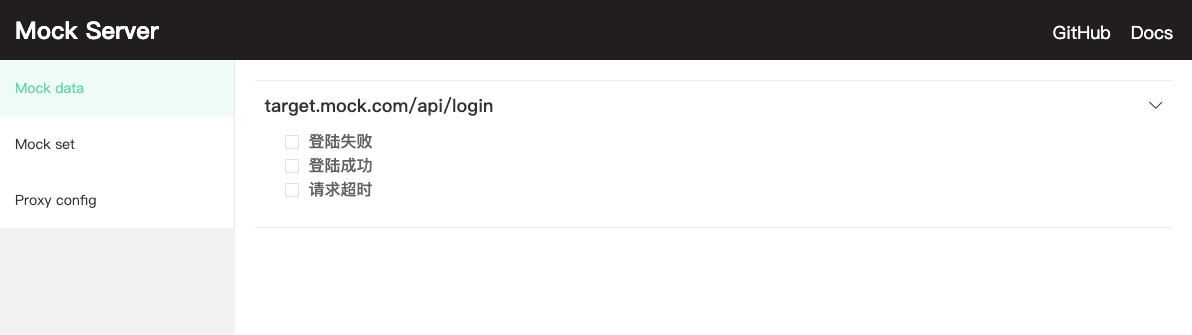 Mock Server
GitHub Docs
Mock data
Mock set
Proxy config
target.mock.com/api/login
登陆失败
登陆成功
请求超时